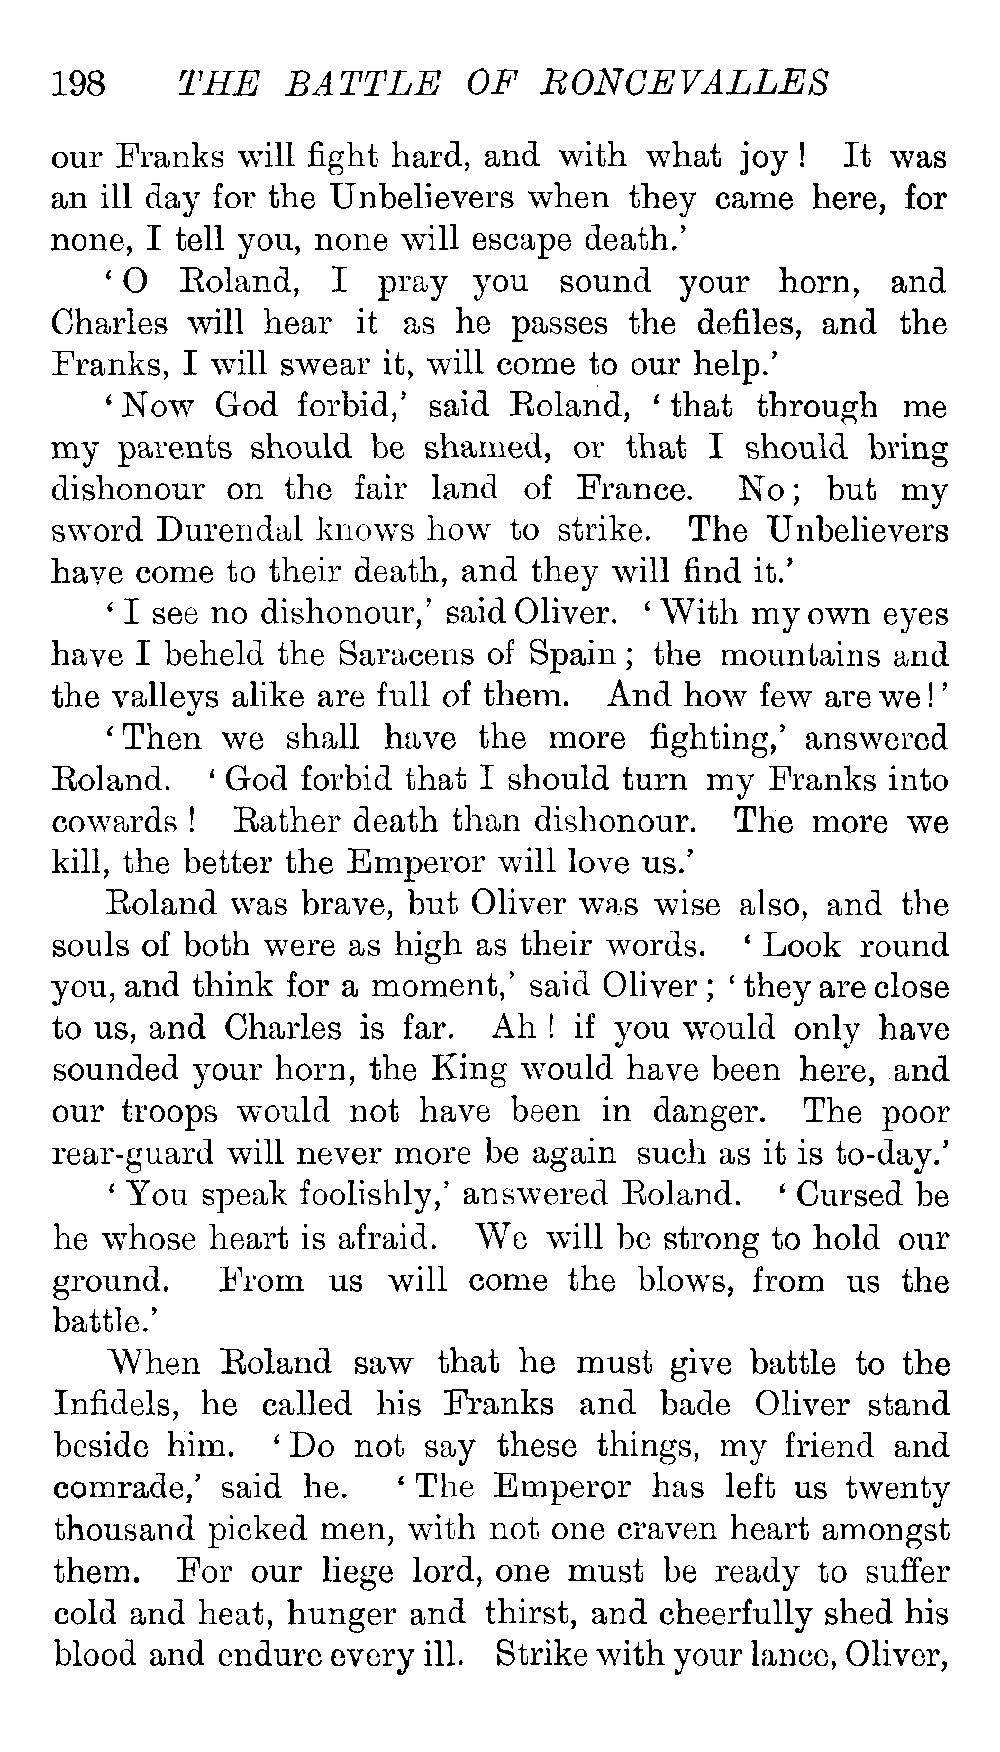 198 THE BATTLE OF RONCEVALLES
our Franks will fight hard, and with what joy! It was
an ill day for the Unbelievers when they came here, for
none, I tell you, none will escape death.'
'O Roland, I pray you sound your horn, and
Charles will hear it as he passes the defiles, and the
Franks, I will swear it, will come to our help.'
'Now God forbid,' said Roland, 'that through me
my parents should be shamed, or that I should bring
dishonour on the fair land of France. No; but my
sword Durendal knows how to strike. The Unbelievers
have come to their death, and they will find it.'
'I see no dishonour,' said Oliver. 'With my own eyes
have I beheld the Saracens of Spain; the mountains and
the valleys alike are full of them. And how few are we!'
'Then we shall have the more fighting,' answered
Roland. 'God forbid that I should turn my Franks into
cowards! Rather death than dishonour. The more we
kill, the better the Emperor will love us.'
Roland was brave, but Oliver was wise also, and the
souls of both were as high as their words. 'Look round
you, and think for a moment,' said Oliver; 'they are close
to us, and Charles is far. Ah! if you would only have
sounded your horn, the King would have been here, and
our troops would not have been in danger. The poor
rear-guard will never more be again such as it is to-day.'
'You speak foolishly,' answered Roland. 'Cursed be
he whose heart is afraid. We will be strong to hold our
ground. From us will come the blows, from us the
battle.'
When Roland saw that he must give battle to the
Infidels, he called his Franks and bade Oliver stand
beside him. 'Do not say these things, my friend and
comrade,' said he. 'The Emperor has left us twenty
thousand picked men, with not one craven heart amongst
them. For our liege lord, one must be ready to suffer
cold and heat, hunger and thirst, and cheerfully shed his
blood and endure every ill. Strike with your lance, Oliver,